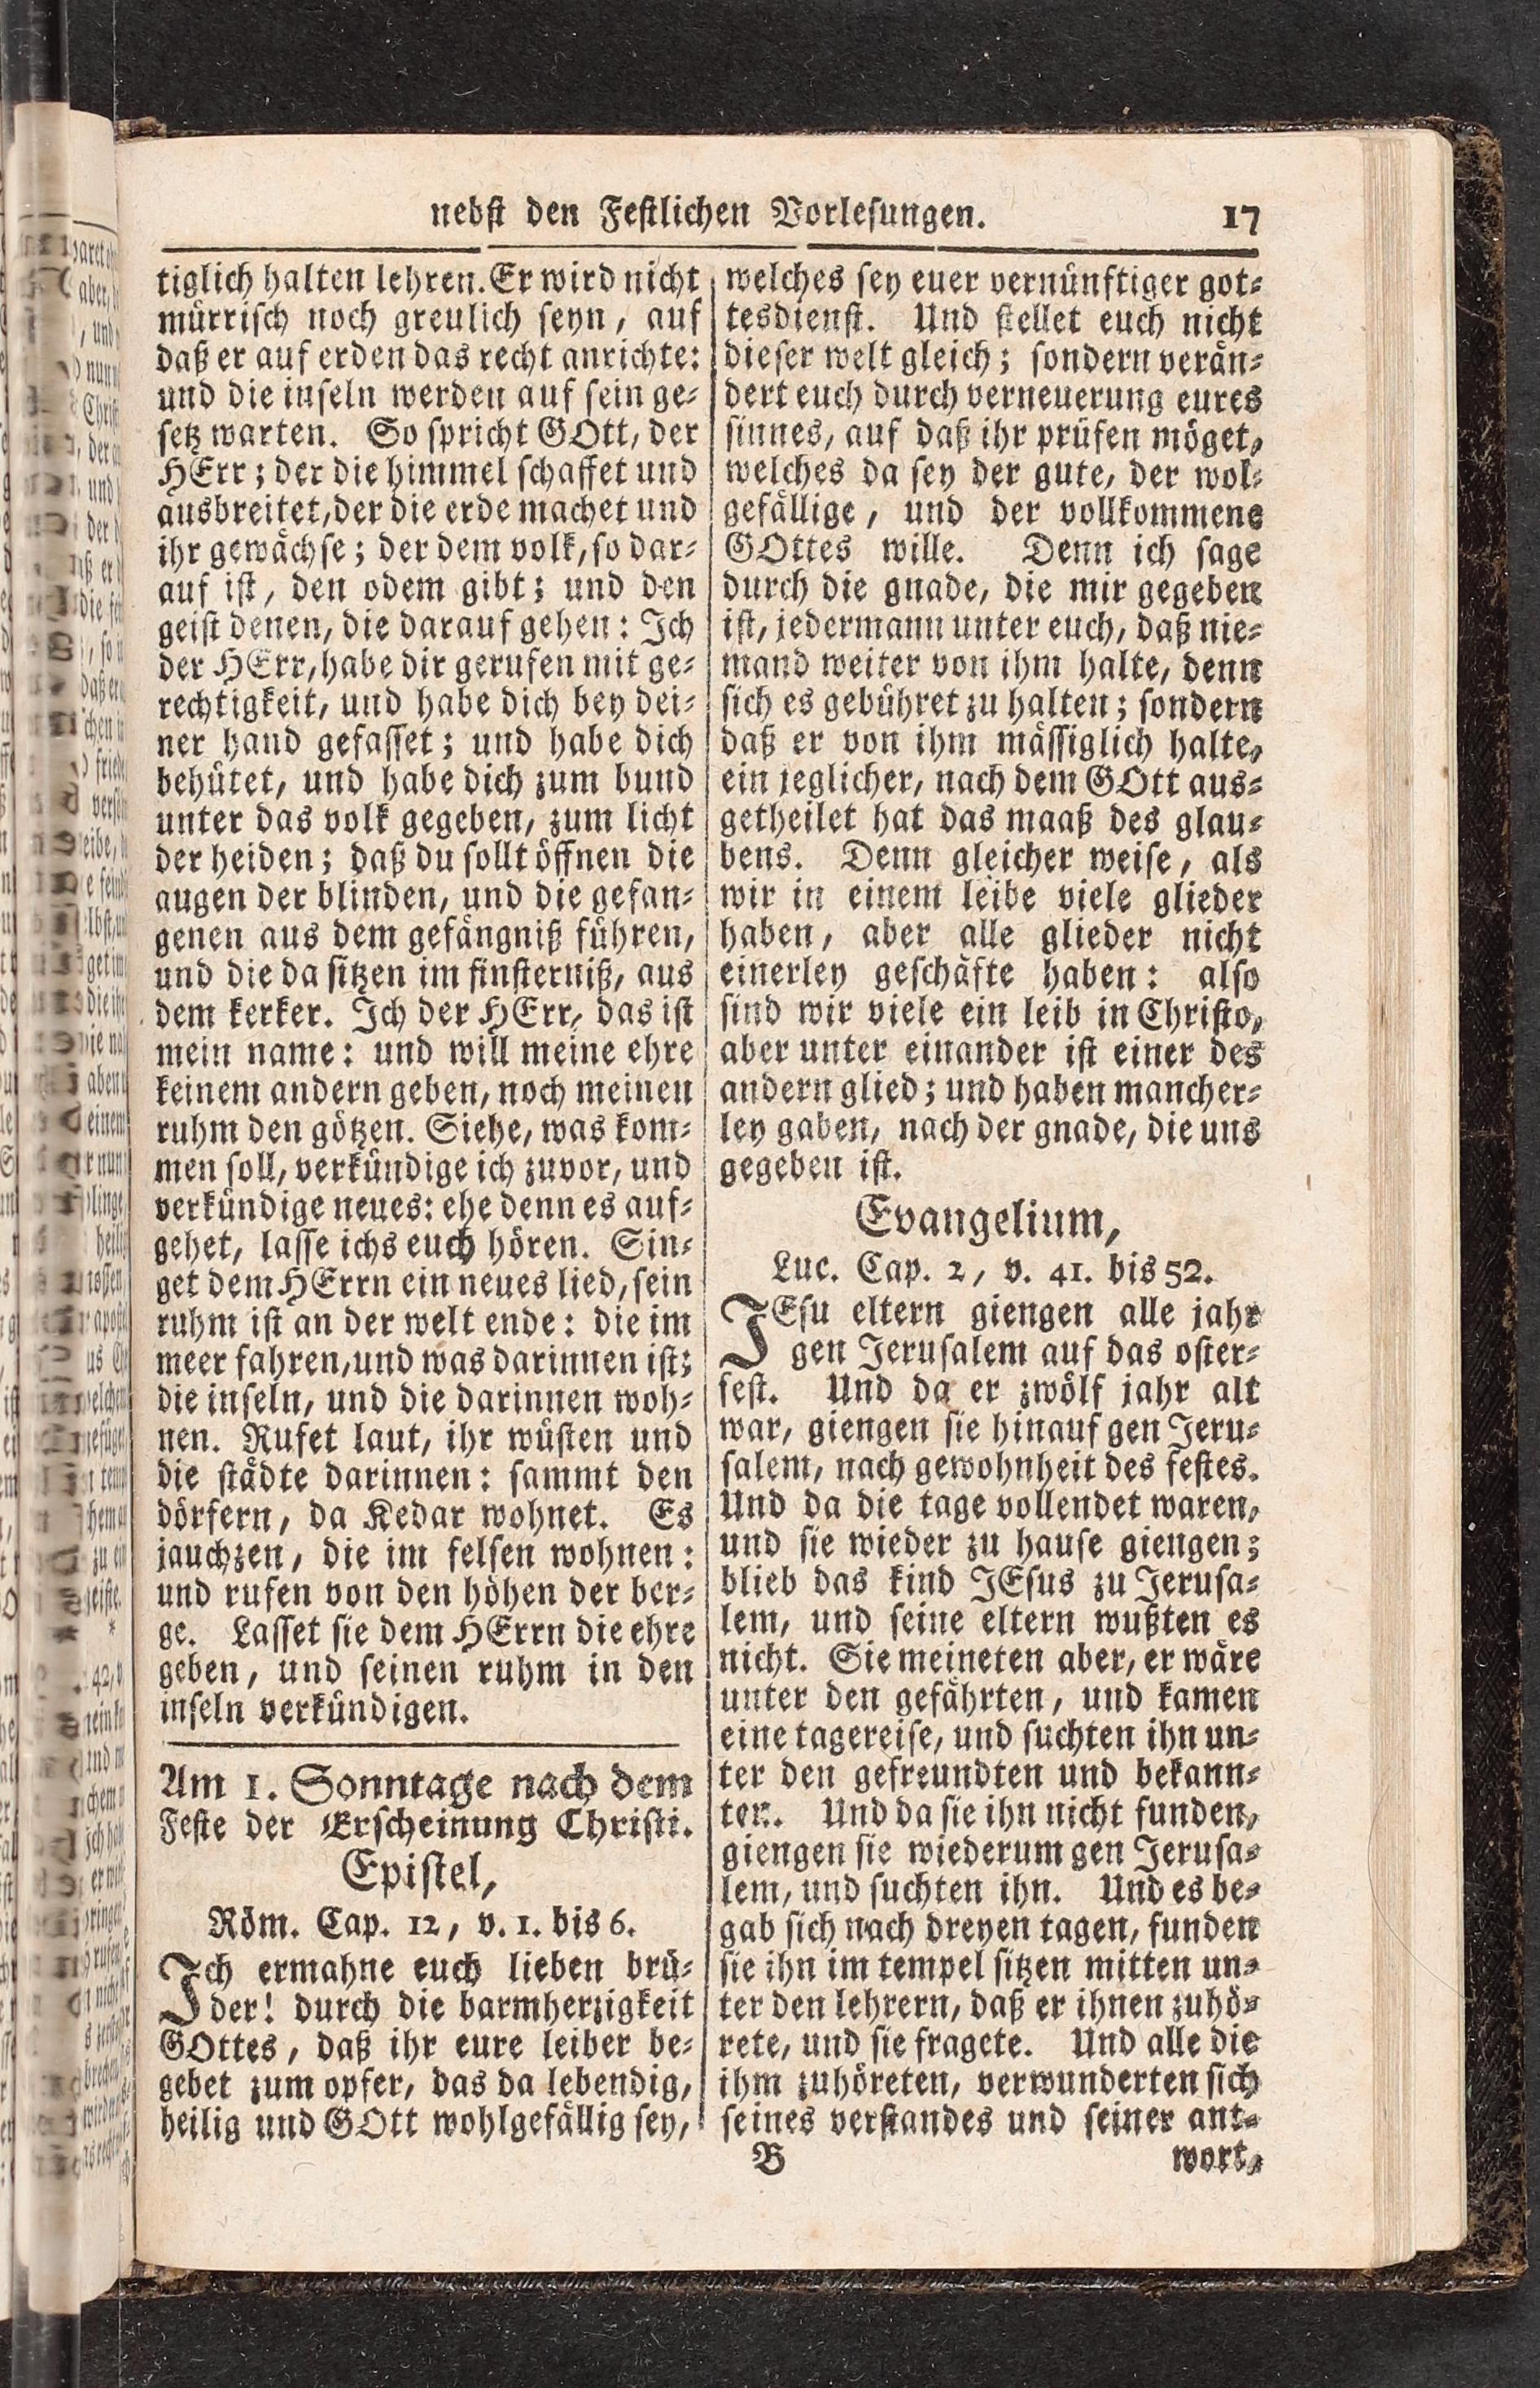 nebst den Festlichen Vorlesungen. 17
tiglich halten lehren. Er wird nicht
mürrisch noch greulich seyn, auf
daß er auf erden das recht anrichte:
und die inseln werden auf sein ge-
setz warten. So spricht GOtt, der
HErr; der die himmel schaffet und
ausbreitet, der die erde machet und
ihr gewächse; der dem volk, so dar-
auf ist, den odem gibt; und den
geist denen, die darauf gehen: Ich
der HErr, habe dir gerufen mit ge-
rechtigkeit, und habe dich bey dei-
ner hand gefasset; und habe dich
behütet, und habe dich zum bund
unter das volk gegeben, zum licht
der heiden; daß du sollt öffnen die
augen der blinden, und die gefan-
genen aus dem gefängniß führen,
und die da sitzen im finsterniß, aus
dem kerker. Ich der HErr, das ist
mein name: und will meine ehre
keinem andern geben, noch meinen
ruhm den götzen. Siehe, was kom-
men soll, verkündige ich zuvor, und
verkündige neues: ehe denn es auf-
gehet, lasse ichs euch hören. Sin-
get dem HErrn ein neues lied, sein
ruhm ist an der welt ende: die im
meer fahren, und was darinnen ist;
die inseln, und die darinnen woh-
nen. Rufet laut, ihr wüsten und
die städte darinnen: sammt den
dörfern, da Kedar wohnet. Es
jauchzen, die im felsen wohnen:
und rufen von den höhen der ber-
ge. Lasset sie dem HErrn die ehre
geben, und seinen ruhm in den
inseln verkündigen.
Am 1. Sonntage nach dem
Feste der Erscheinung Christi.
Epistel,
Röm. Cap. 12, v. 1. bis 6.
Ich ermahne euch lieben brü-
der! durch die barmherzigkeit
GOttes, daß ihr eure leiber be-
gebet zum opfer, das da lebendig,
heilig und GOtt wohlgefällig sey,
welches sey euer vernünftiger got-
tesdienst. Und stellet euch nicht
dieser welt gleich; sondern verän-
dert euch durch verneuerung eures
sinnes, auf daß ihr prüfen möget,
welches da sey der gute, der wol-
gefällige, und der vollkommene
GOttes wille. Denn ich sage
durch die gnade, die mir gegeben
ist, jedermann unter euch, daß nie-
mand weiter von ihm halte, denn
sich es gebühret zu halten; sondern
daß er von ihm mässiglich halte,
ein jeglicher, nach dem GOtt aus-
getheilet hat das maaß des glau-
bens. Denn gleicher weise, als
wir in einem leibe viele glieder
haben, aber alle glieder nicht
einerley geschäfte haben: also
sind wir viele ein leib in Christo,
aber unter einander ist einer des
andern glied; und haben mancher-
ley gaben, nach der gnade, die uns
gegeben ist.
Evangelium,
Luc. Cap. 2, v. 41. bis 52.
JEsu eltern giengen alle jahr
gen Jerusalem auf das oster-
fest. Und da er zwölf jahr alt
war, giengen sie hinauf gen Jeru-
salem, nach gewohnheit des festes.
Und da die tage vollendet waren,
und sie wieder zu hause giengen;
blieb das kind JEsus zu Jerusa-
lem, und seine eltern wußten es
nicht. Sie meineten aber, er wäre
unter den gefährten, und kamen
eine tagereise, und suchten ihn un-
ter den gefreundten und bekann-
ten. Und da sie ihn nicht funden,
giengen sie wiederum gen Jerusa-
lem, und suchten ihn. Und es be-
gab sich nach dreyen tagen, funden
sie ihn im tempel sitzen mitten un-
ter den lehrern, daß er ihnen zuhö-
rete, und sie fragete. Und alle die
ihm zuhöreten, verwunderten sich
seines verstandes und seiner ant-
B wort,